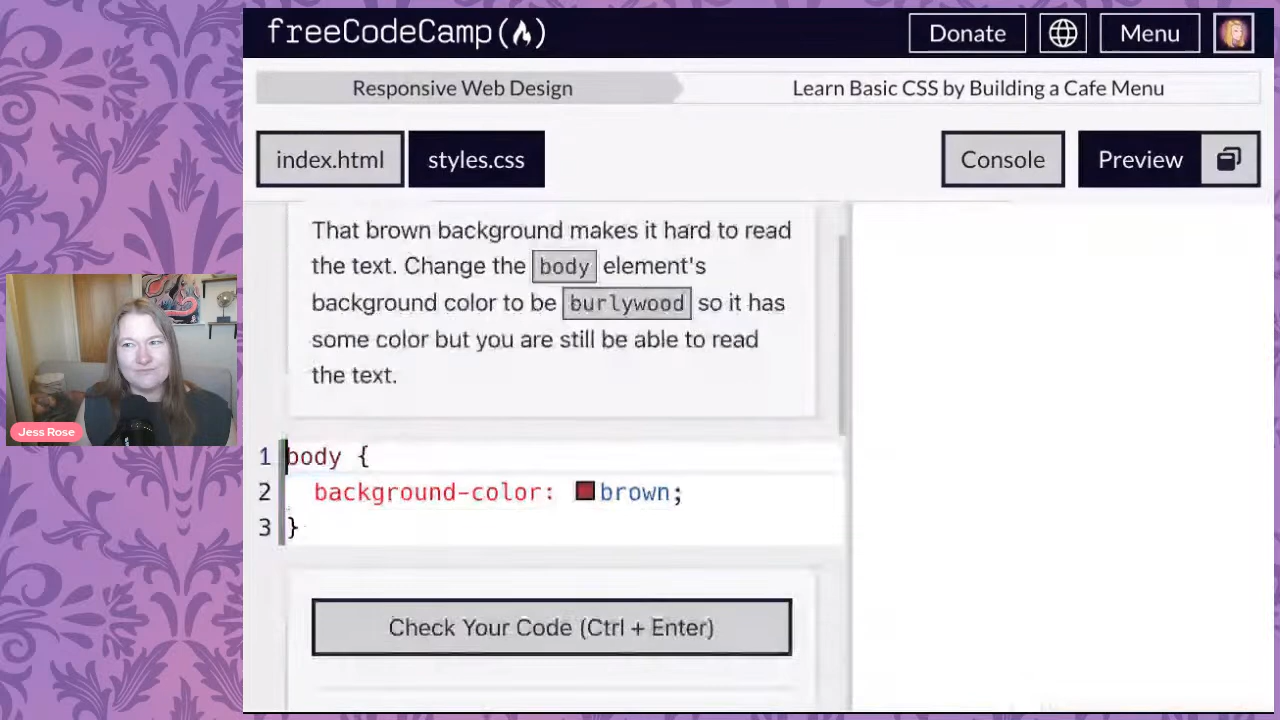 freeCodeCamp(🔥)
Donate
Menu
Responsive Web Design
Learn Basic CSS by Building a Cafe Menu
index.html
styles.css
Console
Preview
That brown background makes it hard to read
the text. Change the body element's
background color to be burlywood so it has
some color but you are still be able to read
the text.
1 body {
2 background-color: brown;
3 }
Check Your Code (Ctrl + Enter)
Jess Rose